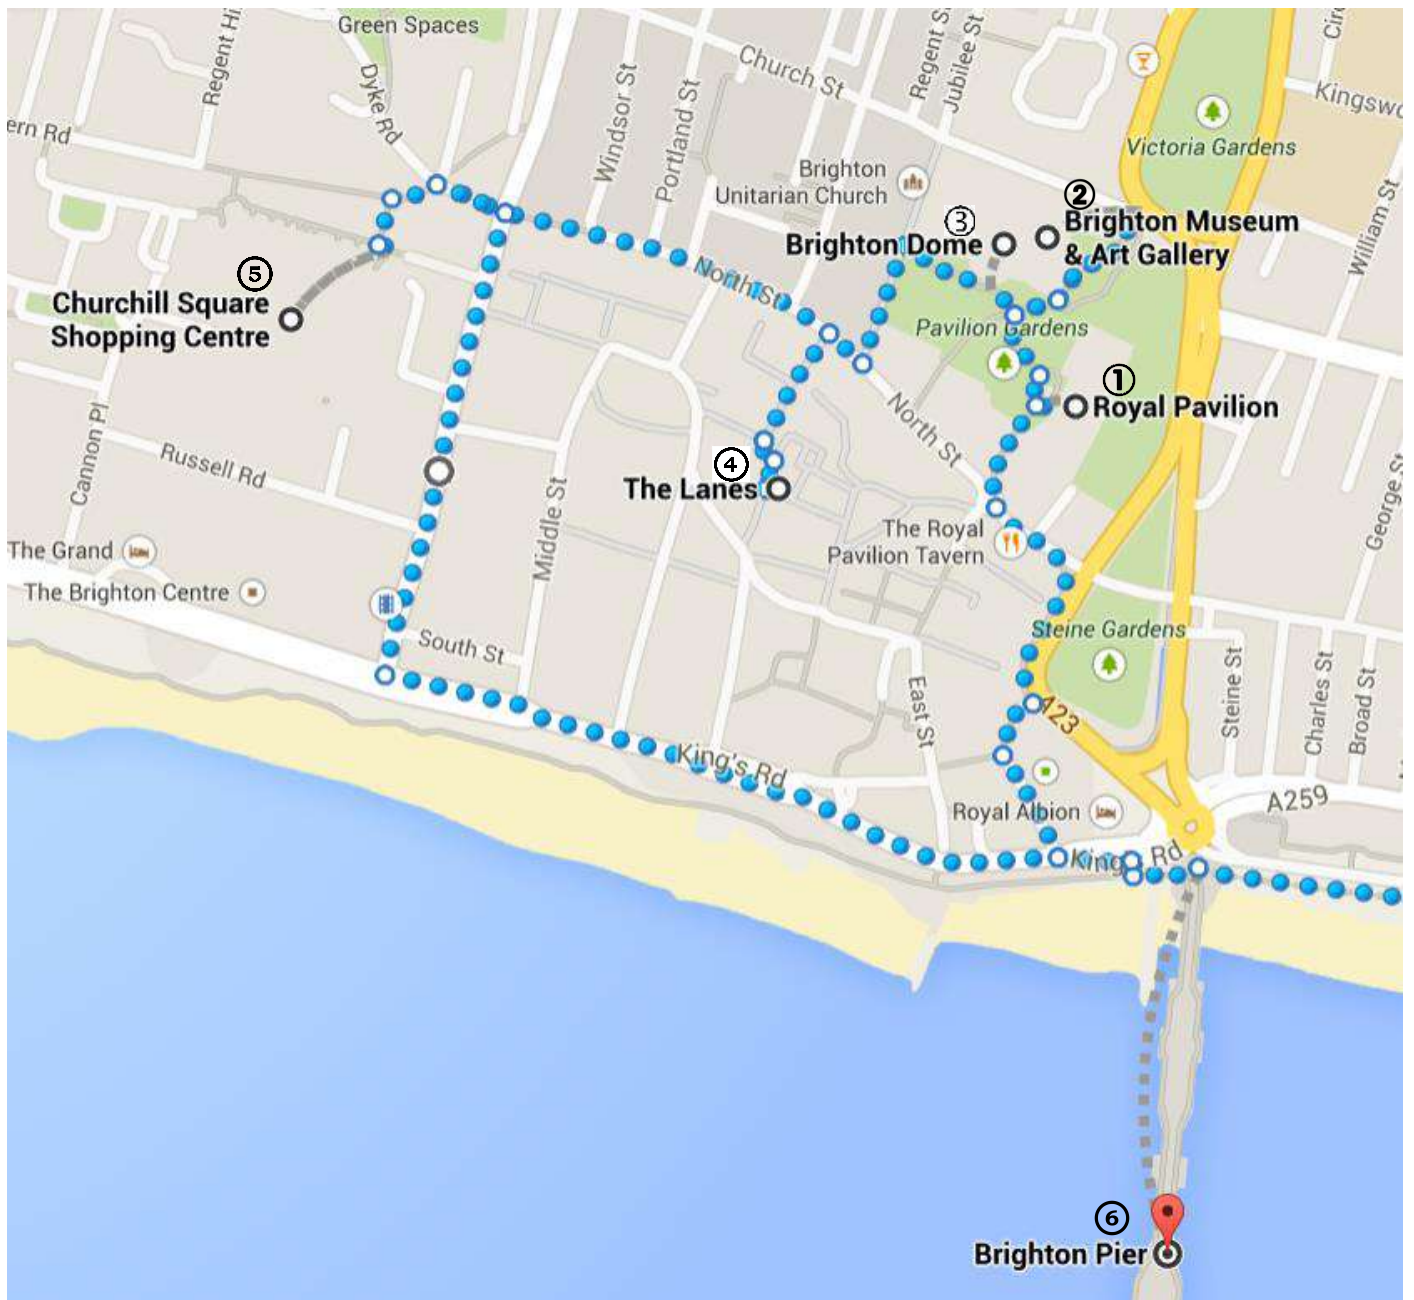 Green Spaces
Regent Hi
Dyke Rd
ern Rd
Windsor St
Portland St
Church St
Regent S
Jubilee St
Circ
Kingswo
Victoria Gardens
William St
Brighton
Unitarian Church
②
Brighton Museum
& Art Gallery
③
Brighton Dome
⑤
Churchill Square
Shopping Centre
North St
Pavilion Gardens
①
Royal Pavilion
North St
Cannon Pl
Russell Rd
④
The Lanes
Middle St
The Royal
Pavilion Tavern
George St
The Grand
The Brighton Centre
South St
Steine Gardens
Steine St
Charles St
Broad St
East St
A23
King's Rd
A259
Royal Albion
King
Rd
⑥
Brighton Pier